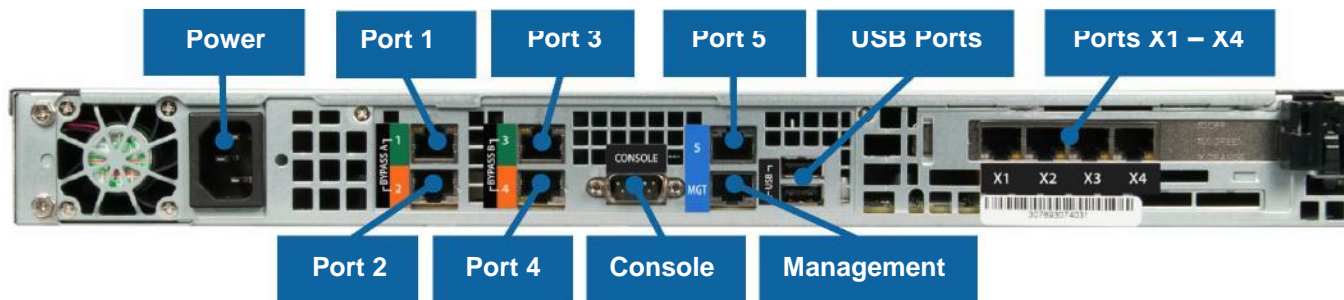 Power
Port 1
Port 3
Port 5
USB Ports
Ports X1 – X4
BYPASS A
1
2
BYPASS B
3
4
CONSOLE
5
MGT
USB
X1 X2 X3 X4
307893074031
Port 2
Port 4
Console
Management